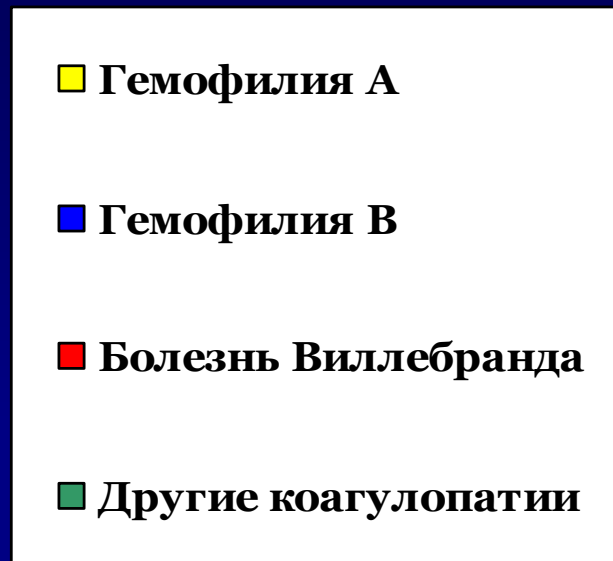 Гемофилия А
Гемофилия В
Болезнь Виллебранда
Другие коагулопатии